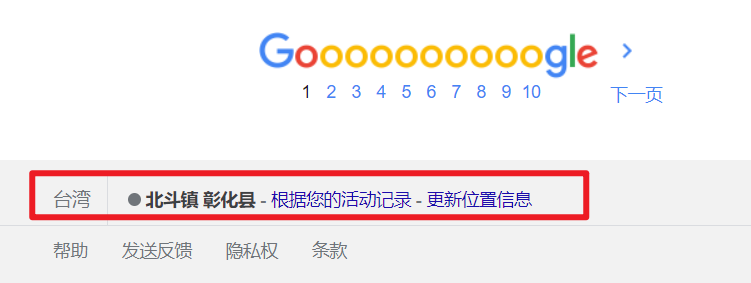 Goooooooooogle
1 2 3 4 5 6 7 8 9 10 下一页
台湾 北斗镇 彰化县 - 根据您的活动记录 - 更新位置信息
帮助 发送反馈 隐私权 条款